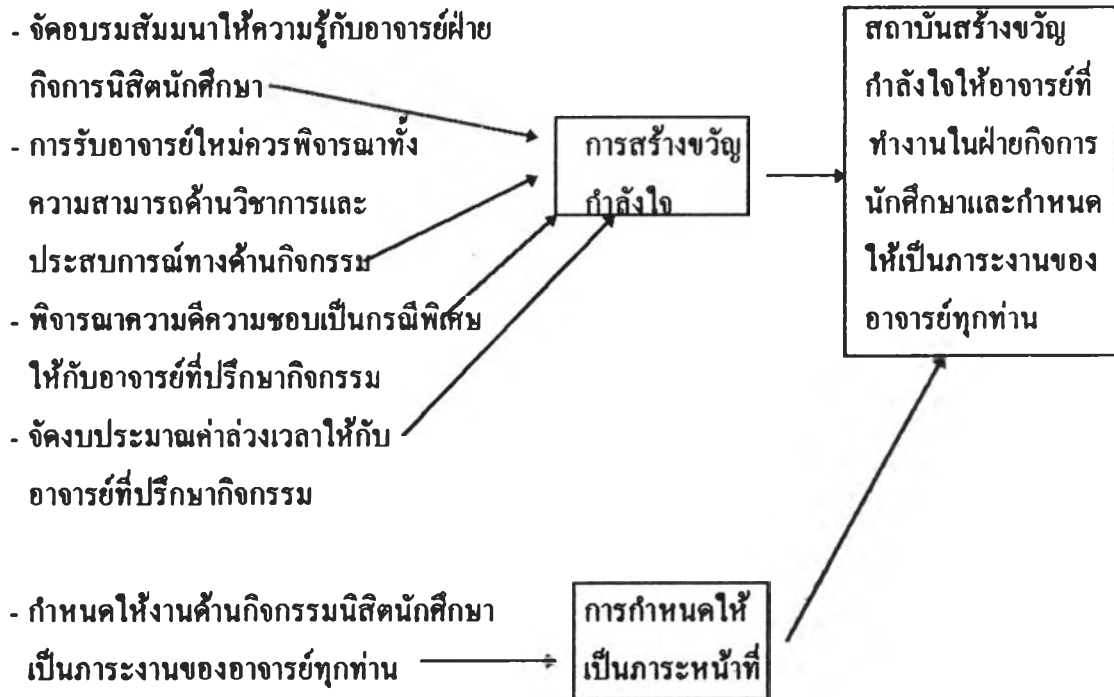 - จัดอบรมสัมมนาให้ความรู้กับอาจารย์ฝ่าย
กิจการนิสิตนักศึกษา
- การรับอาจารย์ใหม่ควรพิจารณาทั้ง
ความสามารถด้านวิชาการและ
ประสบการณ์ทางด้านกิจกรรม
- พิจารณาความดีความชอบเป็นกรณีพิเศษ
ให้กับอาจารย์ที่ปรึกษากิจกรรม
- จัดงบประมาณค่าล่วงเวลาให้กับ
อาจารย์ที่ปรึกษากิจกรรม
การสร้างขวัญ
กำลังใจ
สถาบันสร้างขวัญ
กำลังใจให้อาจารย์ที่
ทำงานในฝ่ายกิจการ
นักศึกษาและกำหนด
ให้เป็นภาระงานของ
อาจารย์ทุกท่าน
- กำหนดให้งานด้านกิจกรรมนิสิตนักศึกษา
เป็นภาระงานของอาจารย์ทุกท่าน
การกำหนดให้
เป็นภาระหน้าที่